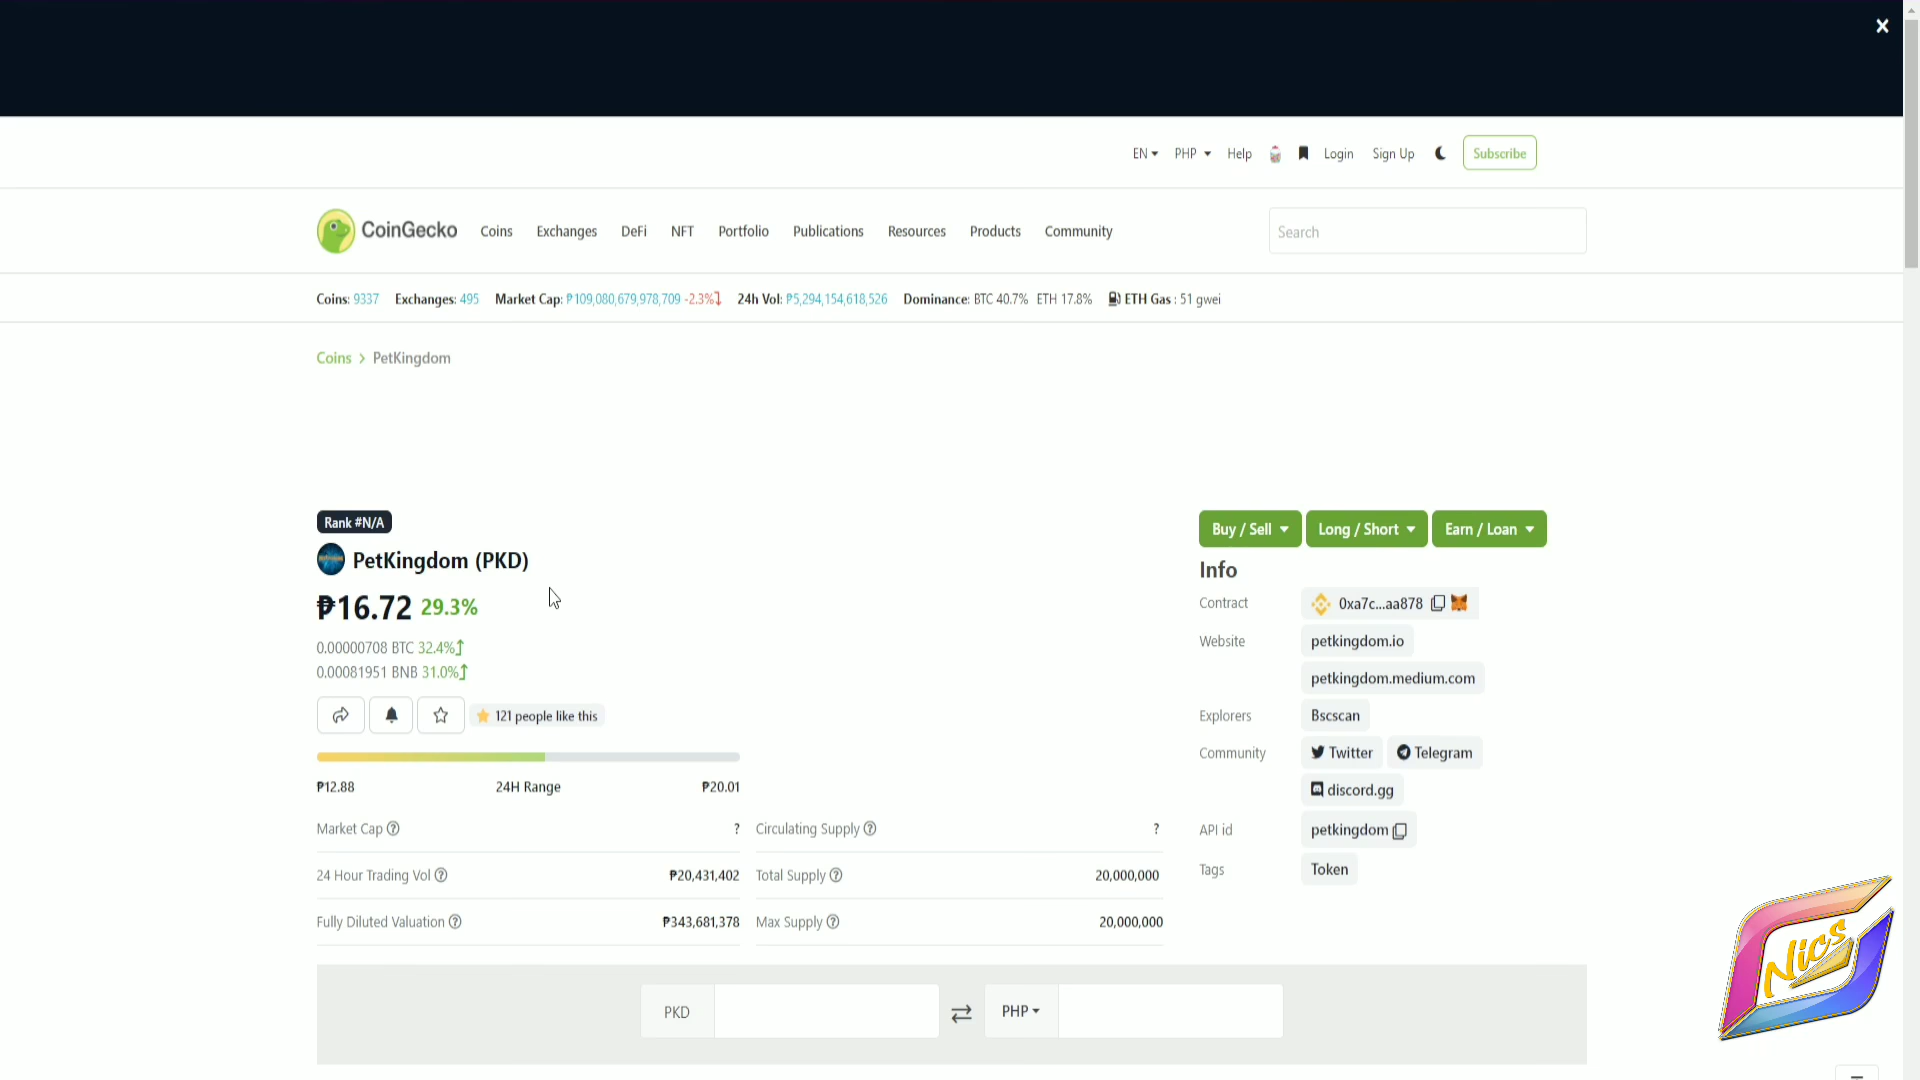 EN PHP Help Login Sign Up Subscribe
CoinGecko Coins Exchanges DeFi NFT Portfolio Publications Resources Products Community Search
Coins: 9337 Exchanges: 495 Market Cap: ₱109,080,679,978,709 -2.3% 24h Vol: ₱5,294,154,618,526 Dominance: BTC 40.7% ETH 17.8% ETH Gas : 51 gwei
Coins > PetKingdom
Rank #N/A
PetKingdom (PKD)
₱16.72 29.3%
0.00000708 BTC 32.4%
0.00081951 BNB 31.0%
121 people like this
₱12.88 24H Range ₱20.01
Market Cap ?
24 Hour Trading Vol ₱20,431,402
Fully Diluted Valuation ₱343,681,378
Circulating Supply ?
Total Supply 20,000,000
Max Supply 20,000,000
Buy / Sell Long / Short Earn / Loan
Info
Contract 0xa7c...aa878
Website petkingdom.io
petkingdom.medium.com
Explorers Bscscan
Community Twitter Telegram
discord.gg
API id petkingdom
Tags Token
PKD PHP
Nics